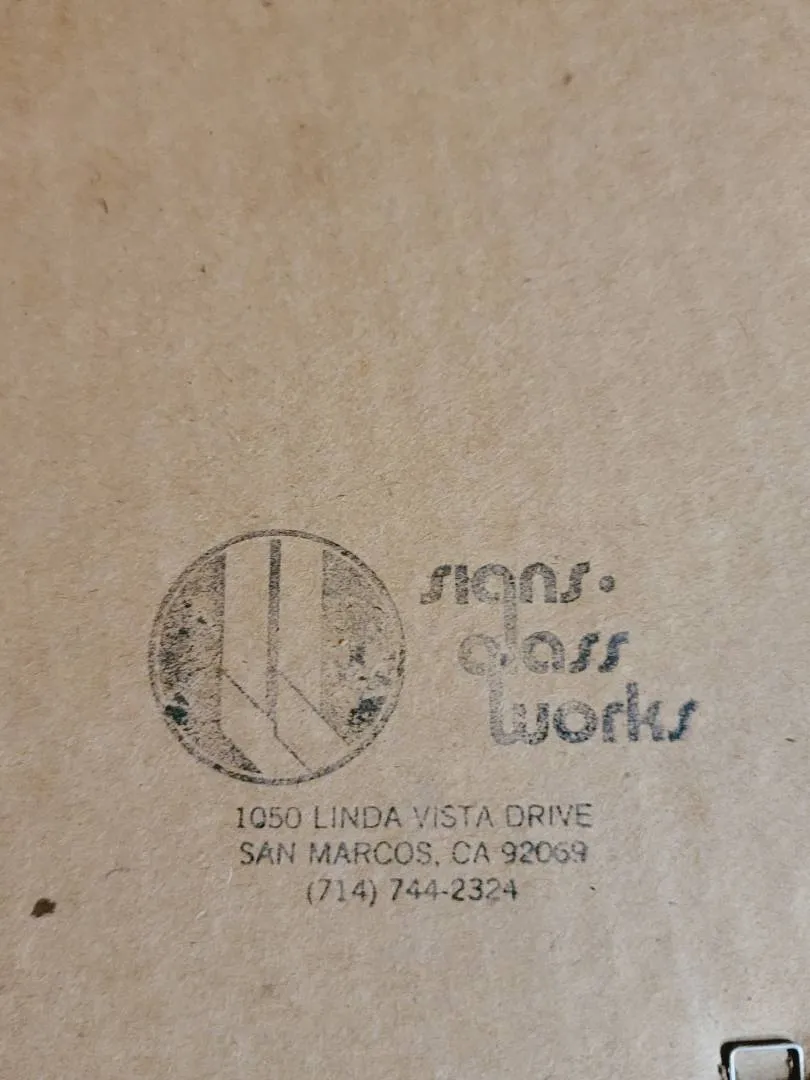 signs.
glass
works
1050 LINDA VISTA DRIVE
SAN MARCOS, CA 92069
(714) 744-2324